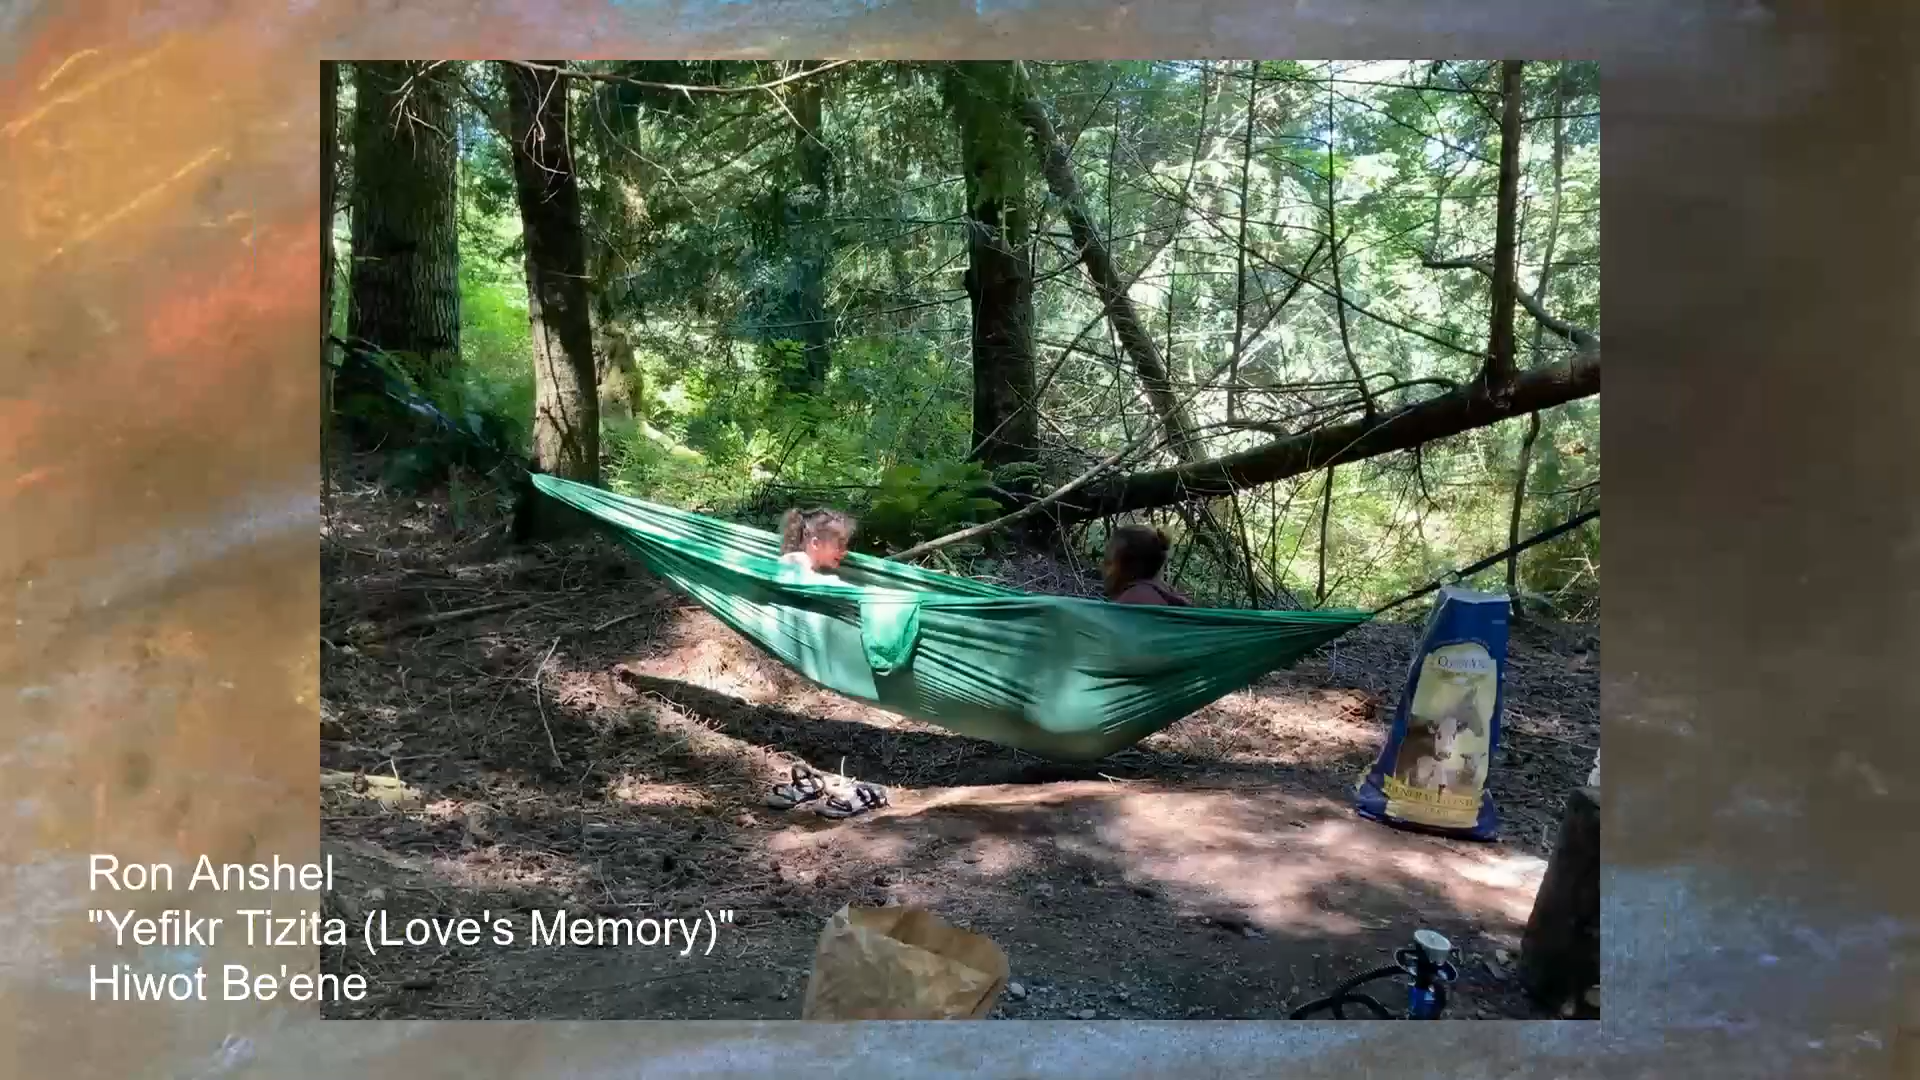 Ron Anshel
"Yefikr Tizita (Love's Memory)"
Hiwot Be'ene